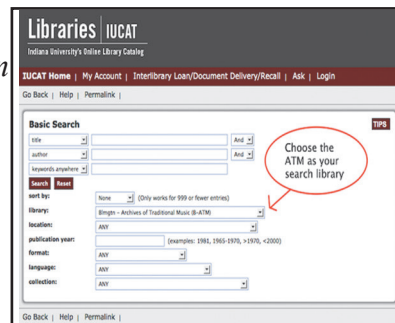 Libraries | IUCAT
Indiana University's Online Library Catalog
IUCAT Home | My Account | Interlibrary Loan/Document Delivery/Recall | Ask | Login
Go Back | Help | Permalink |
Basic Search
TIPS
title And
author And
keywords anywhere
Search Reset
sort by: None (Only works for 999 or fewer entries)
library: Blmgtn - Archives of Traditional Music (B-ATM)
location: ANY
publication year: (examples: 1981, 1965-1970, >1970, <2000)
format: ANY
language: ANY
collection: ANY
Choose the
ATM as your
search library
Go Back | Help | Permalink |